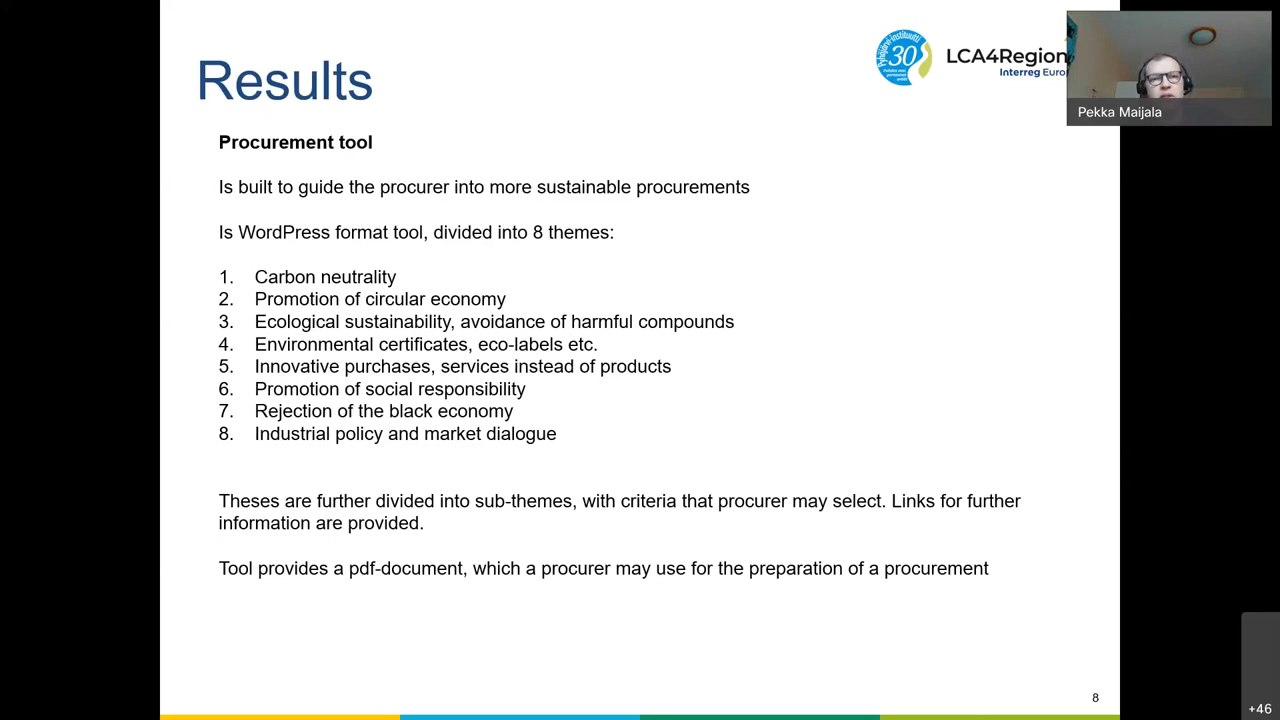 Results
Pyhäjärvi-instituutti
30
LCA4Region
Interreg Euro
Pekka Maijala
Procurement tool
Is built to guide the procurer into more sustainable procurements
Is WordPress format tool, divided into 8 themes:
1. Carbon neutrality
2. Promotion of circular economy
3. Ecological sustainability, avoidance of harmful compounds
4. Environmental certificates, eco-labels etc.
5. Innovative purchases, services instead of products
6. Promotion of social responsibility
7. Rejection of the black economy
8. Industrial policy and market dialogue
Theses are further divided into sub-themes, with criteria that procurer may select. Links for further
information are provided.
Tool provides a pdf-document, which a procurer may use for the preparation of a procurement
8
+46